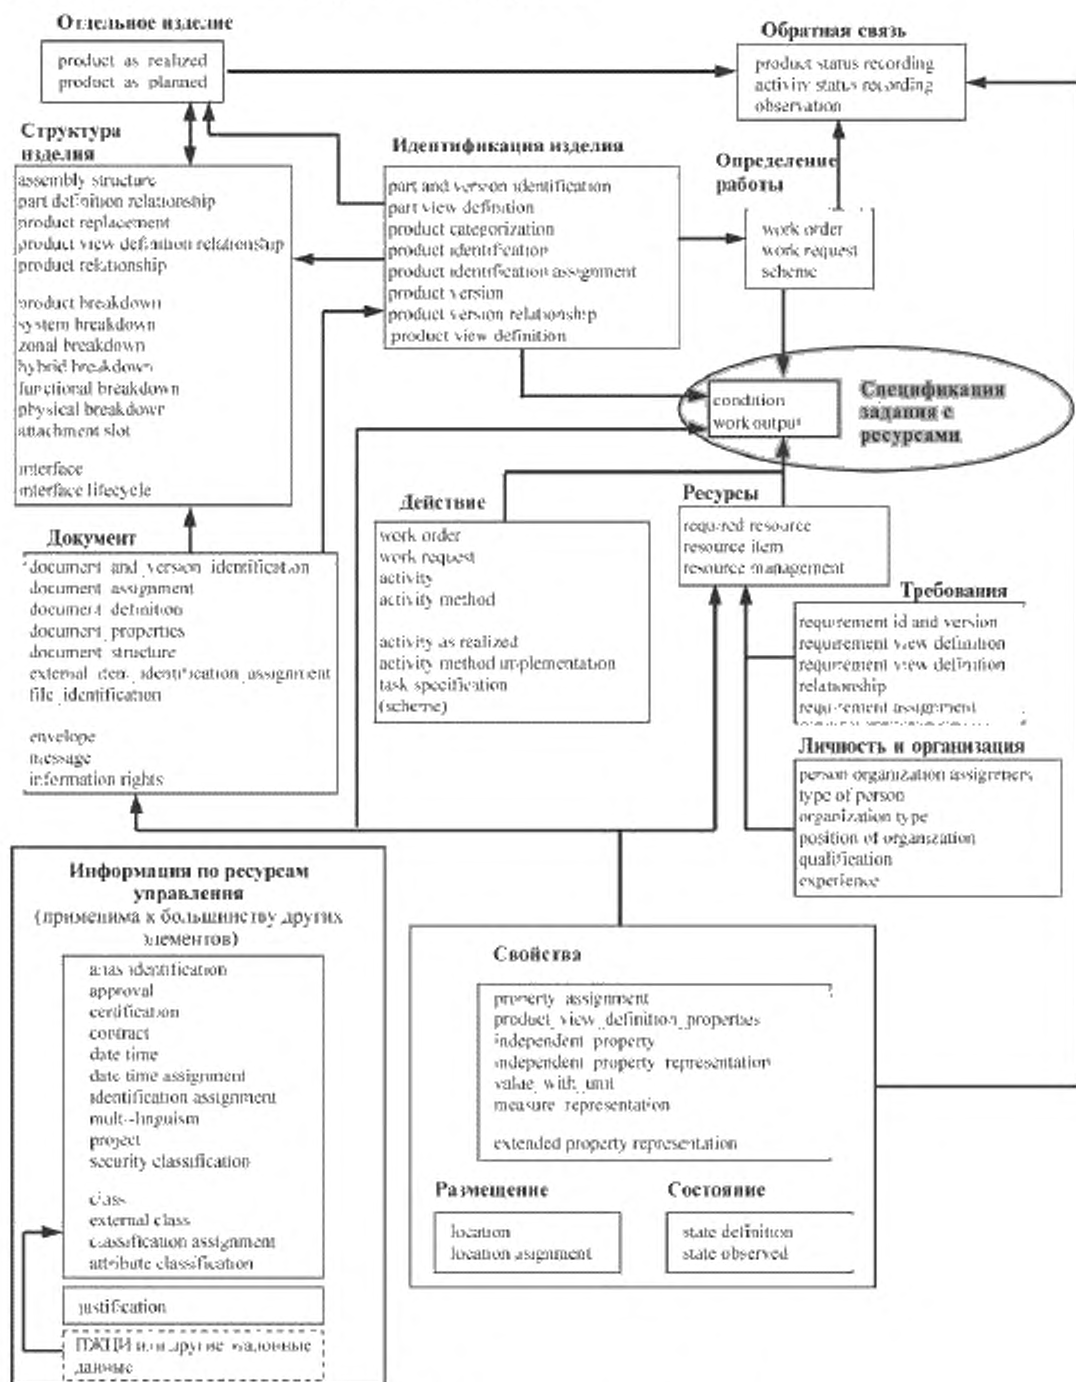 Отдельное изделие
product as realized
product as planned
Обратная связь
product status recording
activity status recording
observation
Структура
изделия
assembly structure
part definition relationship
product replacement
product view definition relationship
product relationship
product breakdown
system breakdown
zonal breakdown
hybrid breakdown
functional breakdown
physical breakdown
attachment slot
interface
interface lifecycle
Идентификация изделия
part and version identification
part view definition
product categorization
product identification
product identification assignment
product version
product version relationship
product view definition
Определение
работы
work order
work request
scheme
condition
work output
Спецификация
задания с
ресурсами
Документ
document and version identification
document assignment
document definition
document properties
document structure
external item identification assignment
file identification
envelope
message
information rights
Действие
work order
work request
activity
activity method
activity as realized
activity method implementation
task specification
(scheme)
Ресурсы
required resource
resource item
resource management
Требования
requirement id and version
requirement view definition
requirement view definition
relationship
requirement assignment
Личность и организация
person organization assignment
type of person
organization type
position of organization
qualification
experience
Информация по ресурсам
управления
(применима к большинству других
элементов)
alias identification
approval
certification
contract
date time
date time assignment
identification assignment
multi-linguism
project
security classification
class
external class
classification assignment
attribute classification
justification
ПЖЦИ или другие эталонные
данные
Свойства
property assignment
product_view_definition_properties
independent property
independent property representation
value_with_unit
measure representation
extended property representation
Размещение
location
location asignment
Состояние
state definition
state observed